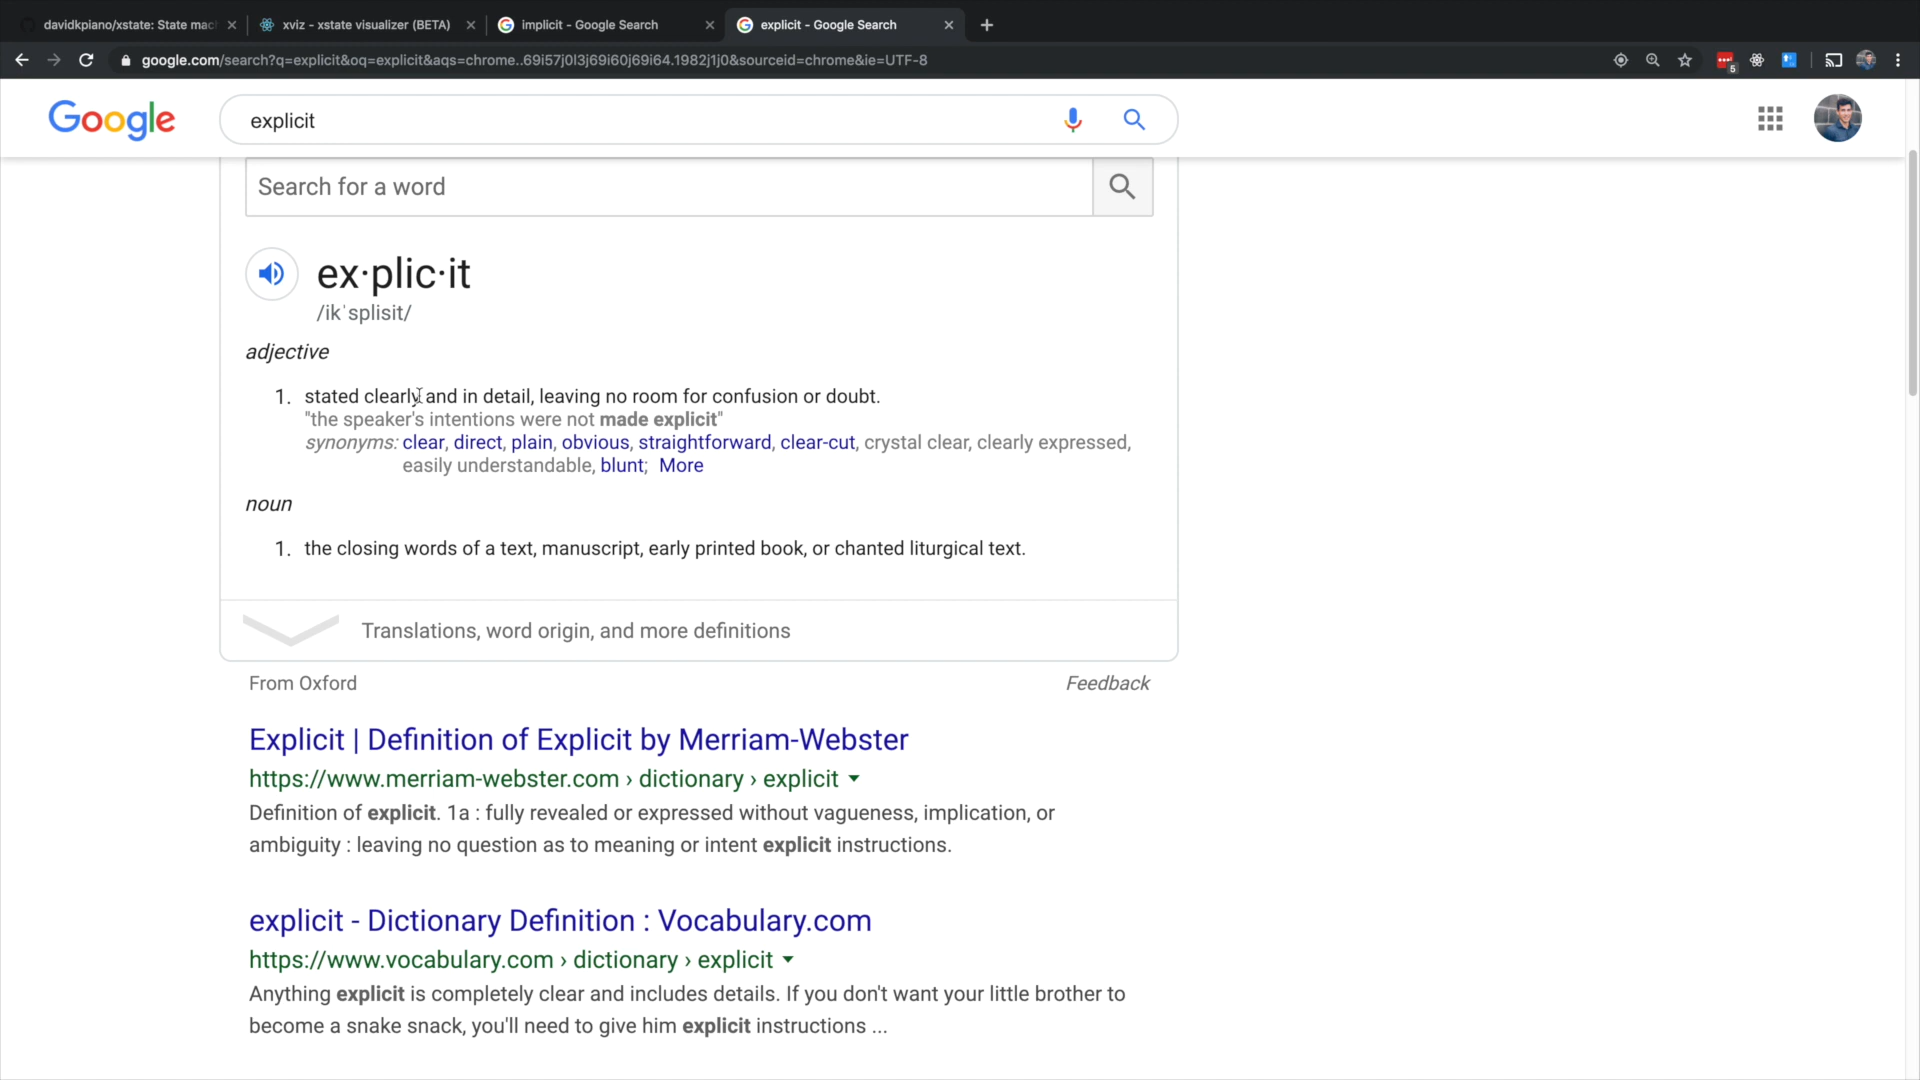 davidkpiano/xstate: State mac
xviz - xstate visualizer (BETA)
implicit - Google Search
explicit - Google Search
google.com/search?q=explicit&oq=explicit&aqs=chrome..69i57j0l3j69i60j69i64.1982j1j0&sourceid=chrome&ie=UTF-8
5
Google
explicit
Search for a word
ex·plic·it
/ikˈsplisit/
adjective
1. stated clearly and in detail, leaving no room for confusion or doubt.
"the speaker's intentions were not made explicit"
synonyms: clear, direct, plain, obvious, straightforward, clear-cut, crystal clear, clearly expressed,
easily understandable, blunt; More
noun
1. the closing words of a text, manuscript, early printed book, or chanted liturgical text.
Translations, word origin, and more definitions
From Oxford
Feedback
Explicit | Definition of Explicit by Merriam-Webster
https://www.merriam-webster.com › dictionary › explicit
Definition of explicit. 1a : fully revealed or expressed without vagueness, implication, or
ambiguity : leaving no question as to meaning or intent explicit instructions.
explicit - Dictionary Definition : Vocabulary.com
https://www.vocabulary.com › dictionary › explicit
Anything explicit is completely clear and includes details. If you don't want your little brother to
become a snake snack, you'll need to give him explicit instructions ...